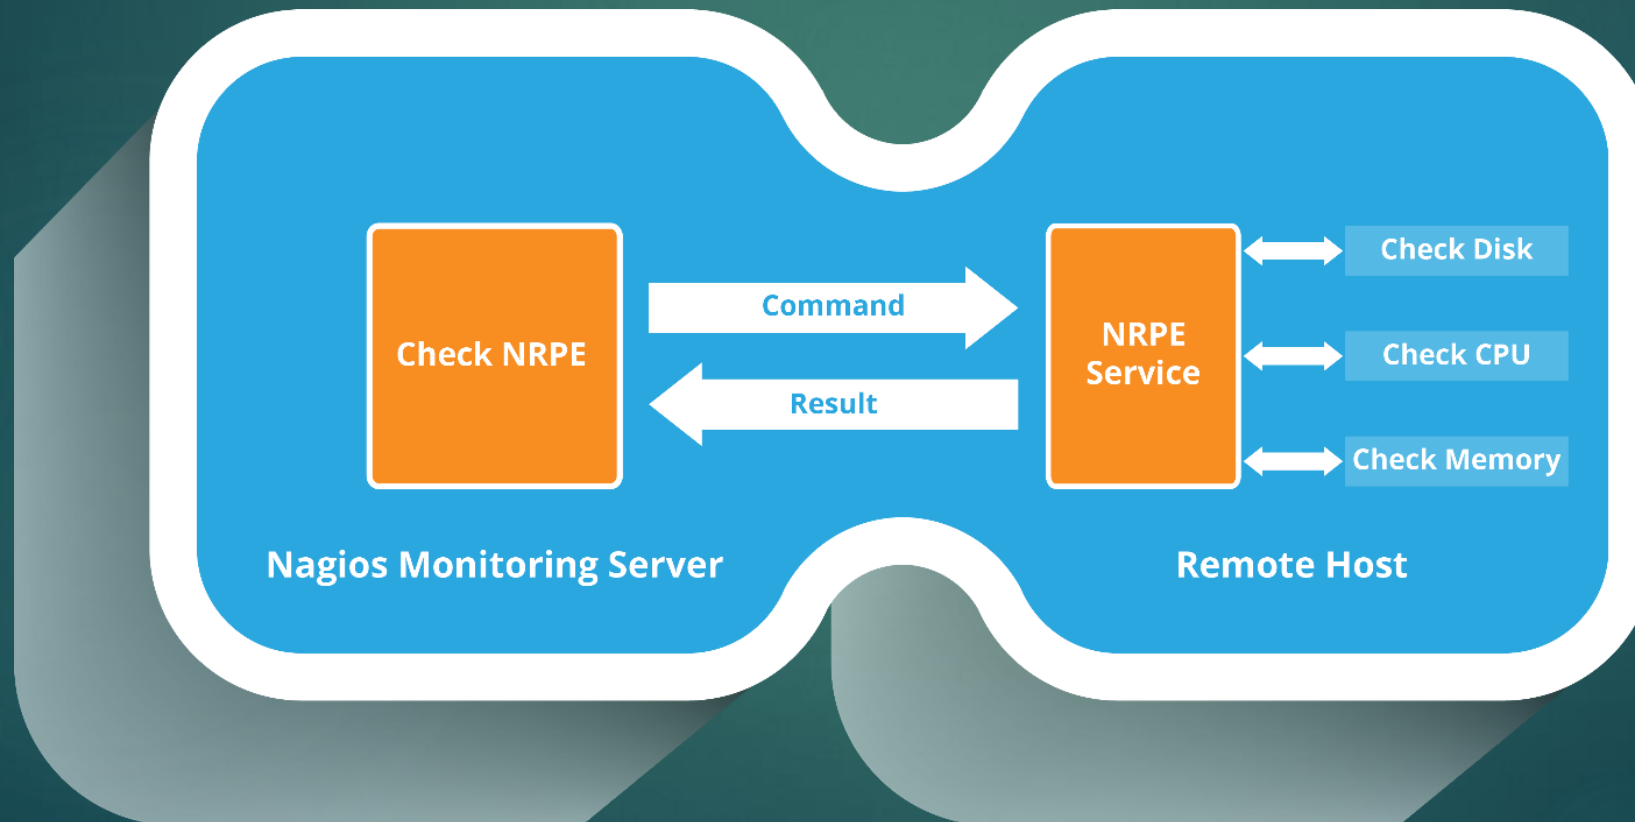 Check NRPE
Command
Result
NRPE
Service
Check Disk
Check CPU
Check Memory
Nagios Monitoring Server
Remote Host